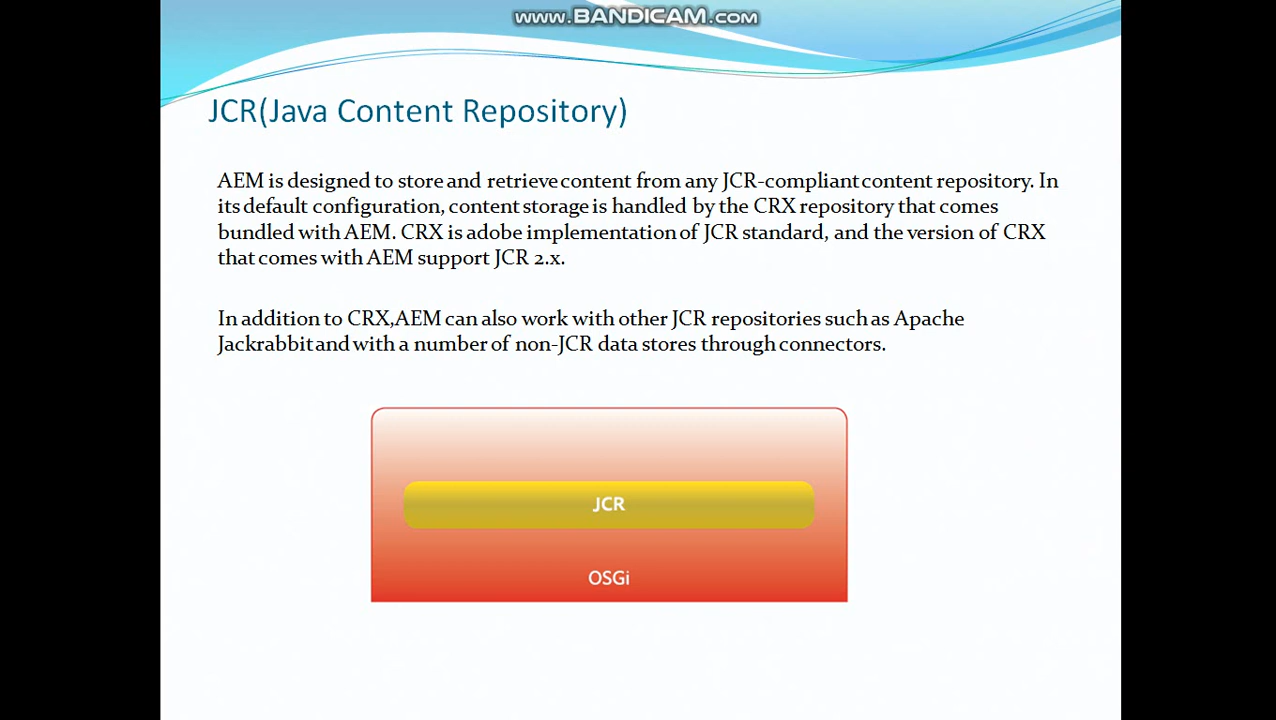 www.BANDICAM.com
JCR(Java Content Repository)
AEM is designed to store and retrieve content from any JCR-compliant content repository. In
its default configuration, content storage is handled by the CRX repository that comes
bundled with AEM. CRX is adobe implementation of JCR standard, and the version of CRX
that comes with AEM support JCR 2.x.
In addition to CRX,AEM can also work with other JCR repositories such as Apache
Jackrabbit and with a number of non-JCR data stores through connectors.
JCR
OSGi